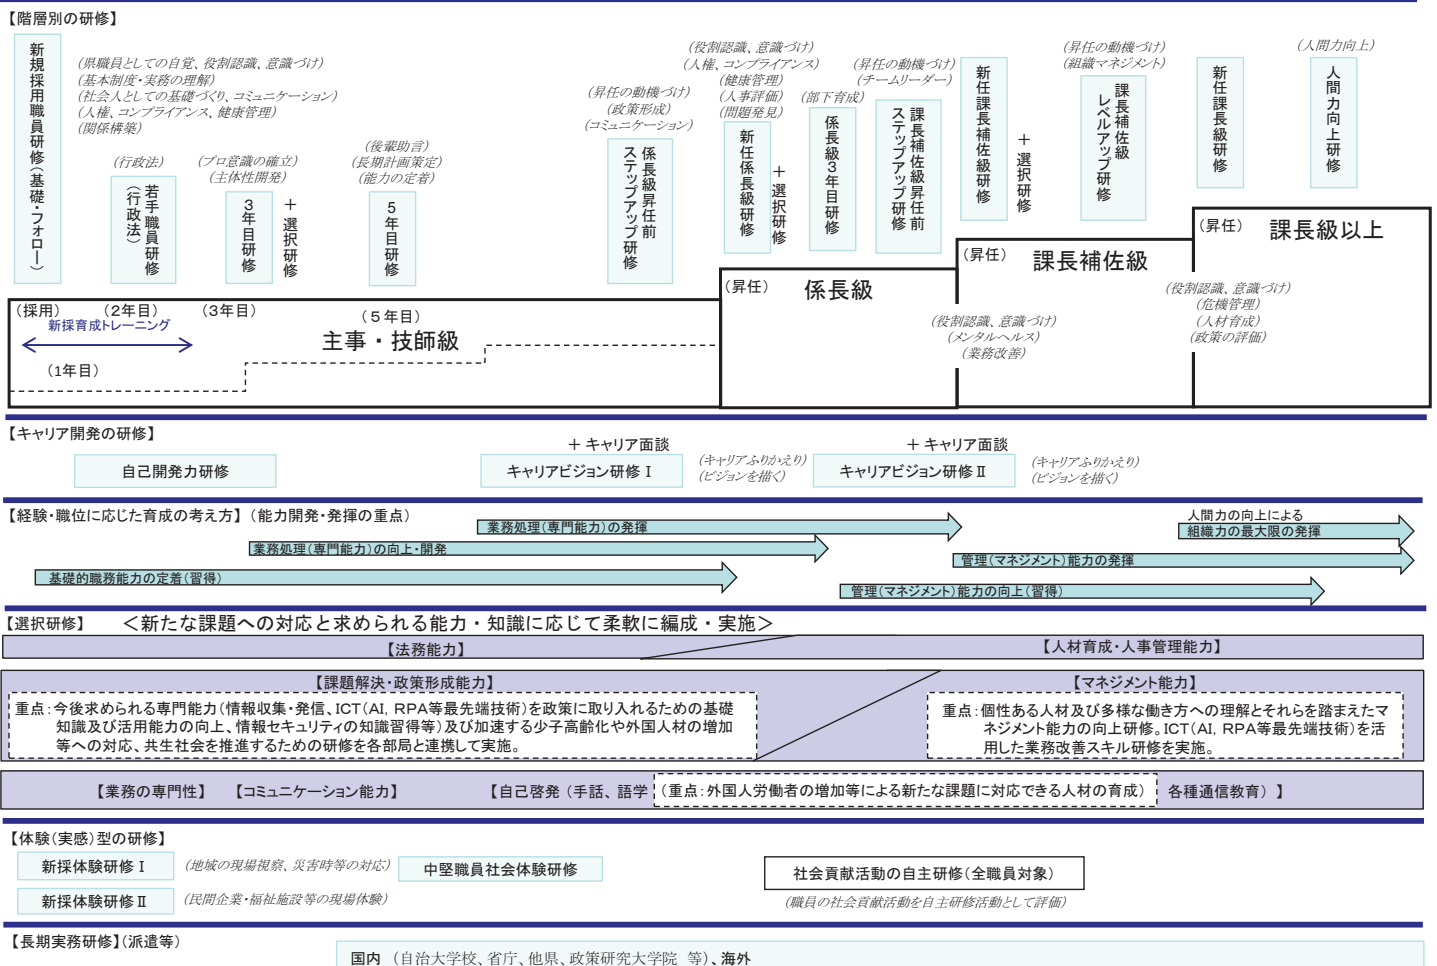 【階層別の研修】
新規採用職員研修(基礎・フォロー)
(県職員としての自覚、役割認識、意識づけ)
(基本制度・実務の理解)
(社会人としての基礎づくり、コミュニケーション)
(人権、コンプライアンス、健康管理)
(関係構築)
(行政法)
若手職員研修
(行政法)
(プロ意識の確立)
(主体性開発)
3年目研修
+選択研修
(後輩助言)
(長期計画策定)
(能力の定着)
5年目研修
(昇任の動機づけ)
(政策形成)
(コミュニケーション)
係長級昇任前
ステップアップ研修
(役割認識、意識づけ)
(人権、コンプライアンス)
(健康管理)
(人事評価)
(問題発見)
新任係長級研修
+選択研修
(部下育成)
係長級3年目研修
(昇任の動機づけ)
(チームリーダー)
課長補佐級昇任前
ステップアップ研修
新任課長補佐級研修
+選択研修
(昇任の動機づけ)
(組織マネジメント)
課長補佐級
レベルアップ研修
新任課長級研修
(人間力向上)
人間力向上研修
(採用)
(2年目)
(3年目)
(5年目)
新採育成トレーニング
(1年目)
主事・技師級
(昇任)
係長級
(昇任)
課長補佐級
(昇任)
課長級以上
(役割認識、意識づけ)
(メンタルヘルス)
(業務改善)
(役割認識、意識づけ)
(危機管理)
(人材育成)
(政策の評価)
【キャリア開発の研修】
自己開発力研修
+キャリア面談
キャリアビジョン研修Ⅰ
(キャリアふりかえり)
(ビジョンを描く)
+キャリア面談
キャリアビジョン研修Ⅱ
(キャリアふりかえり)
(ビジョンを描く)
【経験・職位に応じた育成の考え方】(能力開発・発揮の重点)
業務処理(専門能力)の発揮
人間力の向上による
組織力の最大限の発揮
業務処理(専門能力)の向上・開発
管理(マネジメント)能力の発揮
基礎的職務能力の定着(習得)
管理(マネジメント)能力の向上(習得)
【選択研修】 <新たな課題への対応と求められる能力・知識に応じて柔軟に編成・実施>
【法務能力】
【人材育成・人事管理能力】
【課題解決・政策形成能力】
重点:今後求められる専門能力(情報収集・発信、ICT(AI, RPA等最先端技術)を政策に取り入れるための基礎
知識及び活用能力の向上、情報セキュリティの知識習得等)及び加速する少子高齢化や外国人材の増加
等への対応、共生社会を推進するための研修を各部局と連携して実施。
【マネジメント能力】
重点:個性ある人材及び多様な働き方への理解とそれらを踏まえたマ
ネジメント能力の向上研修。ICT(AI, RPA等最先端技術)を活
用した業務改善スキル研修を実施。
【業務の専門性】 【コミュニケーション能力】 【自己啓発(手話、語学 (重点:外国人労働者の増加等による新たな課題に対応できる人材の育成) 各種通信教育)】
【体験(実感)型の研修】
新採体験研修Ⅰ
(地域の現場視察、災害時等の対応)
中堅職員社会体験研修
社会貢献活動の自主研修(全職員対象)
新採体験研修Ⅱ
(民間企業・福祉施設等の現場体験)
(職員の社会貢献活動を自主研修活動として評価)
【長期実務研修】(派遣等)
国内 (自治大学校、省庁、他県、政策研究大学院 等)、海外